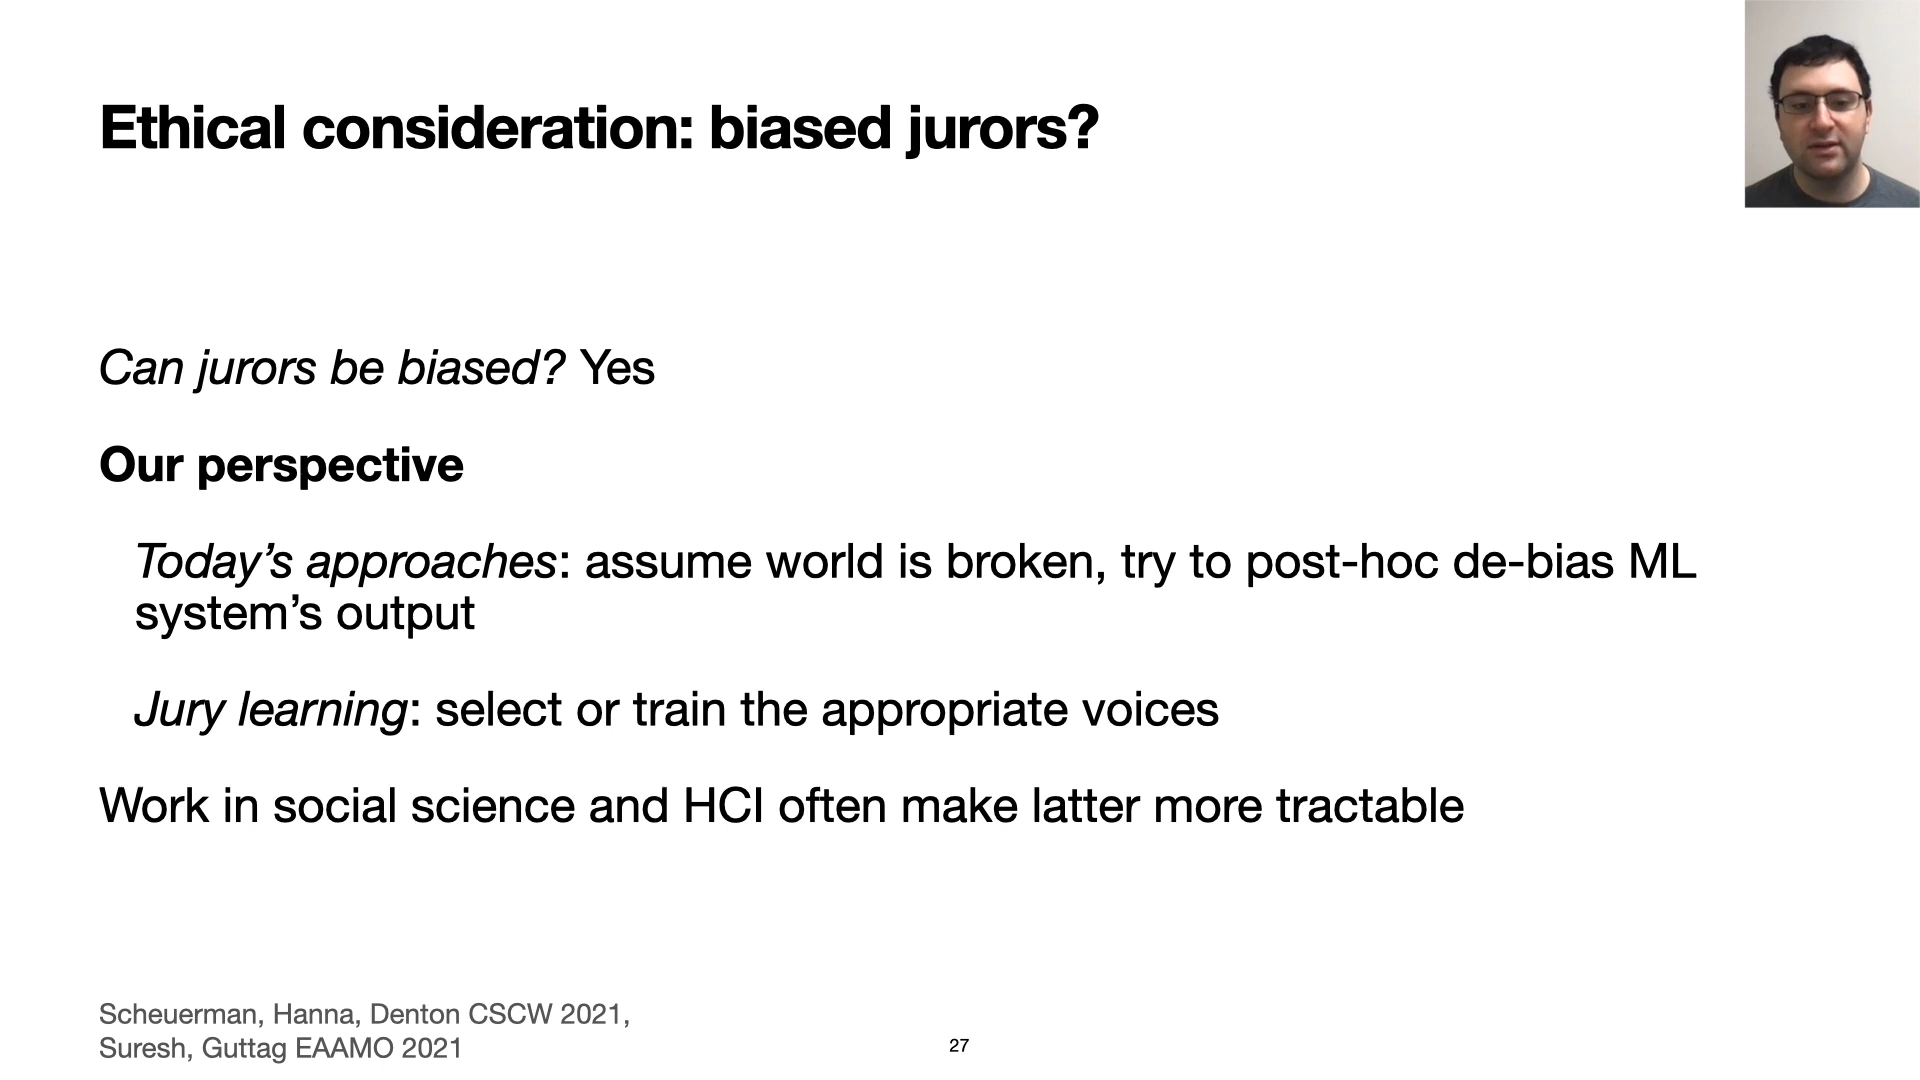 Ethical consideration: biased jurors?
Can jurors be biased? Yes
Our perspective
Today’s approaches: assume world is broken, try to post-hoc de-bias ML
system’s output
Jury learning: select or train the appropriate voices
Work in social science and HCI often make latter more tractable
Scheuerman, Hanna, Denton CSCW 2021,
Suresh, Guttag EAAMO 2021
27